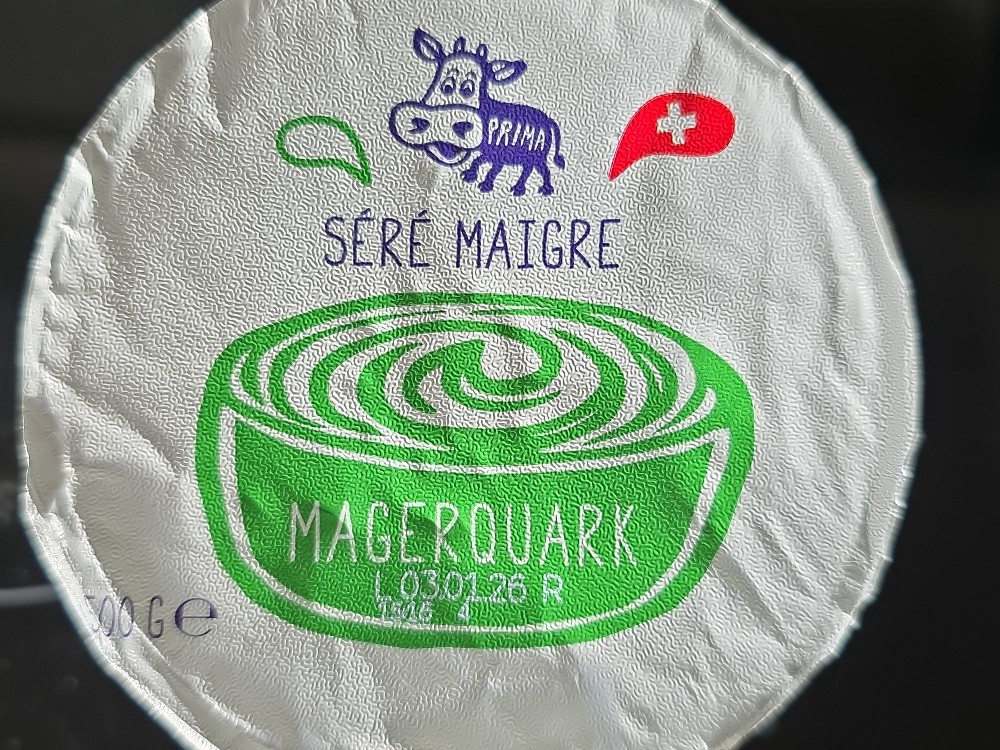 PRIMA
SÉRÉ MAIGRE
MAGERQUARK
L 03.01.26 R
500 G e